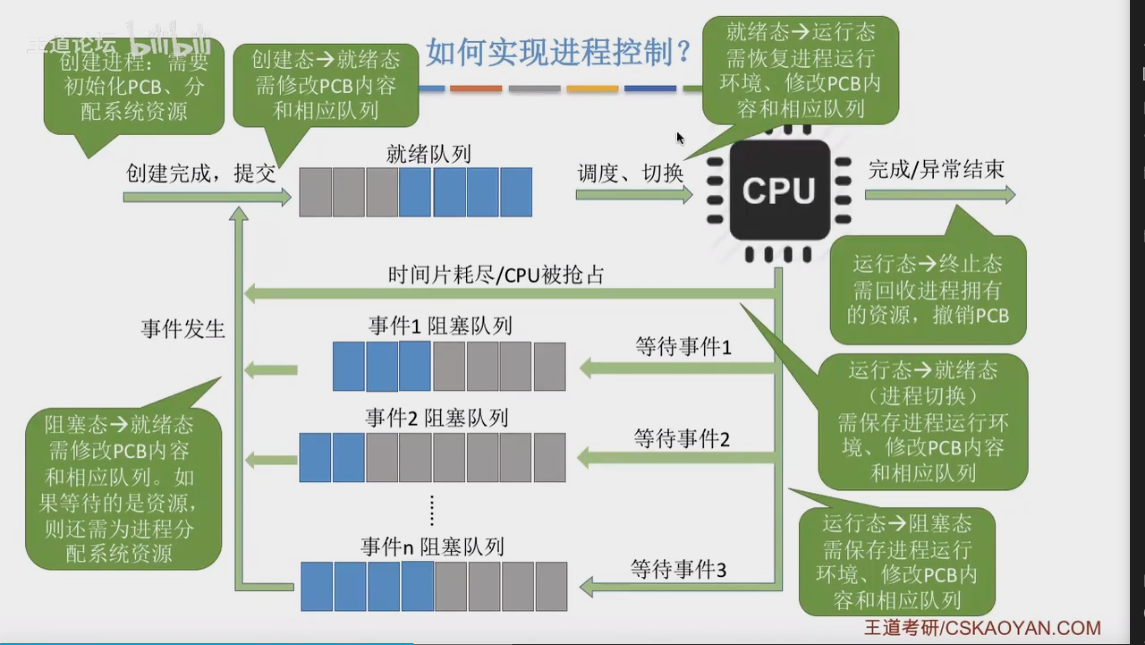 王道论坛 bilibili
如何实现进程控制？
创建进程：需要
初始化PCB、分
配系统资源
创建态→就绪态
需修改PCB内容
和相应队列
就绪态→运行态
需恢复进程运行
环境、修改PCB内
容和相应队列
创建完成，提交
就绪队列
调度、切换
CPU
完成/异常结束
运行态→终止态
需回收进程拥有
的资源，撤销PCB
时间片耗尽/CPU被抢占
事件发生
事件1 阻塞队列
等待事件1
运行态→就绪态
（进程切换）
需保存进程运行环
境、修改PCB内容
和相应队列
事件2 阻塞队列
等待事件2
阻塞态→就绪态
需修改PCB内容
和相应队列。如
果等待的是资源，
则还需为进程分
配系统资源
运行态→阻塞态
需保存进程运行
环境、修改PCB内
容和相应队列
事件n 阻塞队列
等待事件3
王道考研/CSKAOYAN.COM